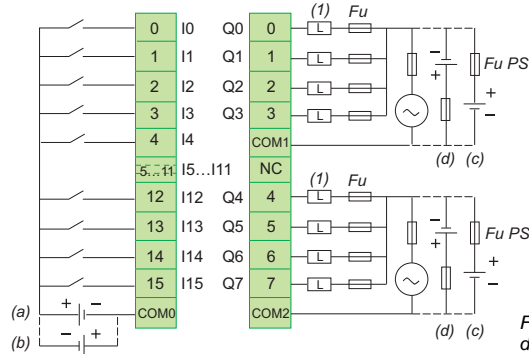 (1) Fu
0 I0 Q0 0 L
1 I1 Q1 1 L
2 I2 Q2 2 L
3 I3 Q3 3 L
Fu PS
4 I4 COM1
(d) (c)
5...11 I5...I11 NC
(1) Fu
12 I12 Q4 4 L
13 I13 Q5 5 L
14 I14 Q6 6 L
15 I15 Q7 7 L
Fu PS
(a) + − COM0 COM2
(d) (c)
(b) − +